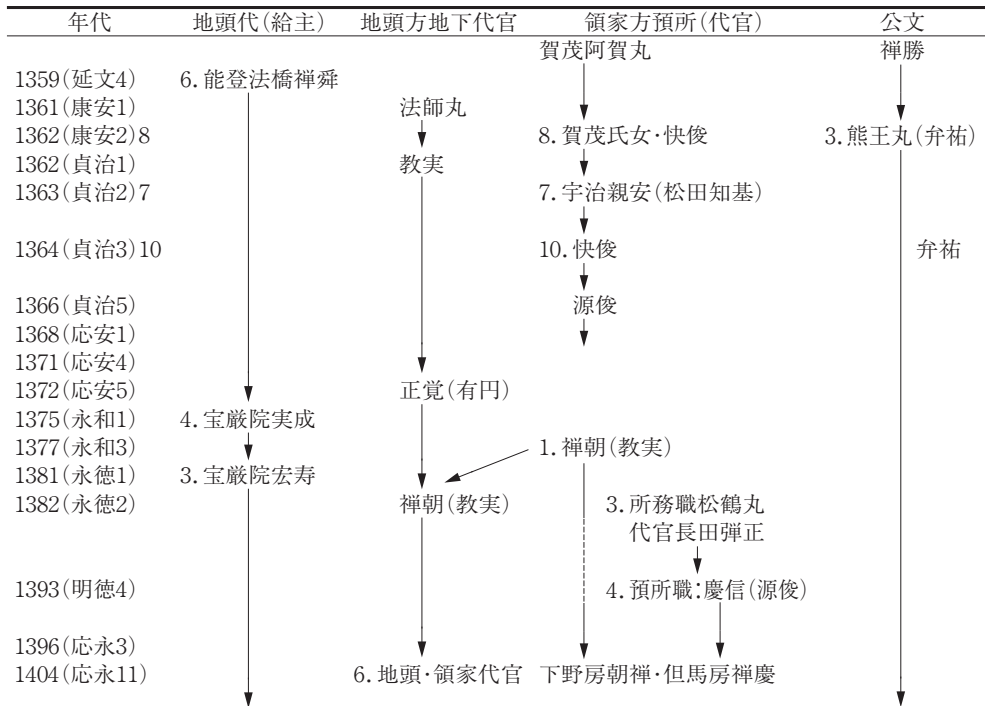 年代 地頭代(給主) 地頭方地下代官 領家方預所(代官) 公文
賀茂阿賀丸 禅勝
1359(延文4) 6.能登法橋禅舜
1361(康安1) 法師丸
1362(康安2)8 8.賀茂氏女・快俊 3.熊王丸(弁祐)
1362(貞治1) 教実
1363(貞治2)7 7.宇治親安(松田知基)
1364(貞治3)10 10.快俊 弁祐
1366(貞治5) 源俊
1368(応安1)
1371(応安4)
1372(応安5) 正覚(有円)
1375(永和1) 4.宝厳院実成
1377(永和3) 1.禅朝(教実)
1381(永徳1) 3.宝厳院宏寿
1382(永徳2) 禅朝(教実) 3.所務職松鶴丸
代官長田弾正
1393(明徳4) 4.預所職:慶信(源俊)
1396(応永3)
1404(応永11) 6.地頭・領家代官 下野房朝禅・但馬房禅慶